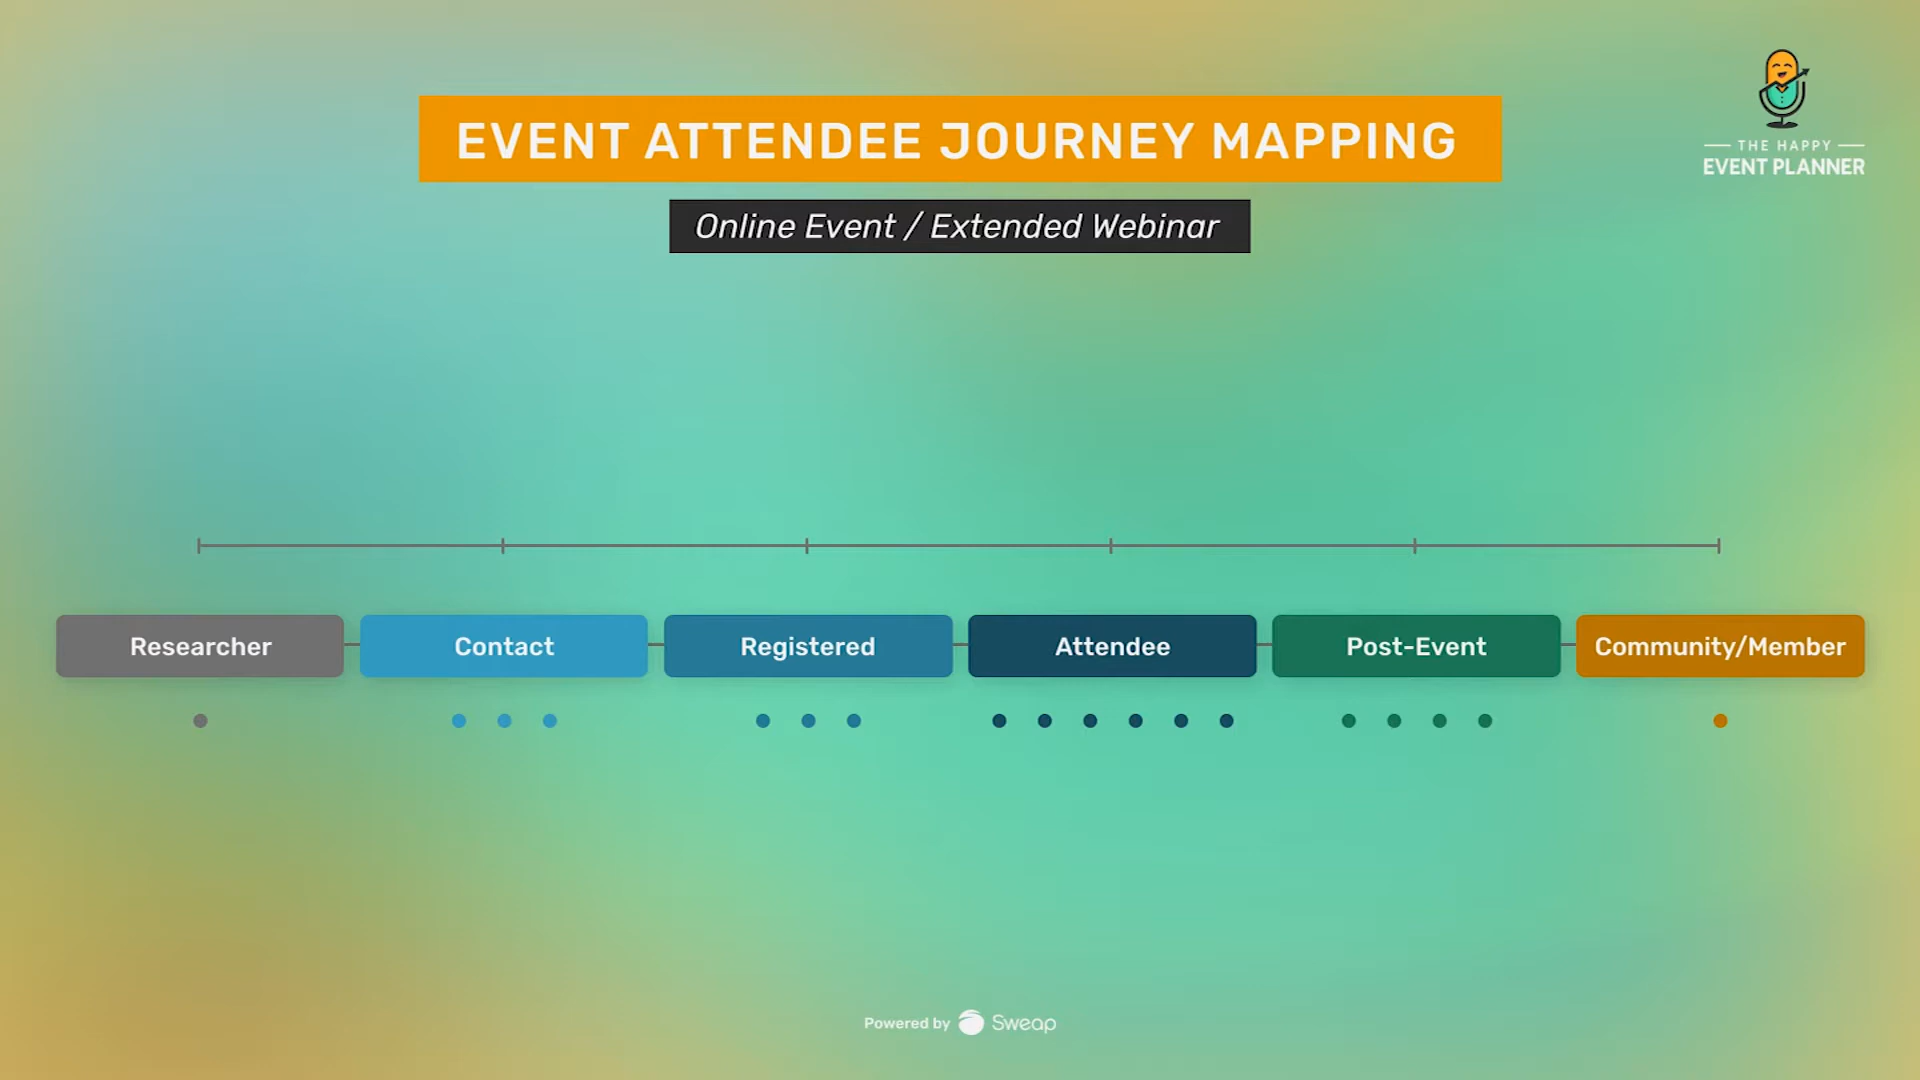 EVENT ATTENDEE JOURNEY MAPPING
Online Event / Extended Webinar
THE HAPPY
EVENT PLANNER
Researcher
Contact
Registered
Attendee
Post-Event
Community/Member
Powered by Sweap